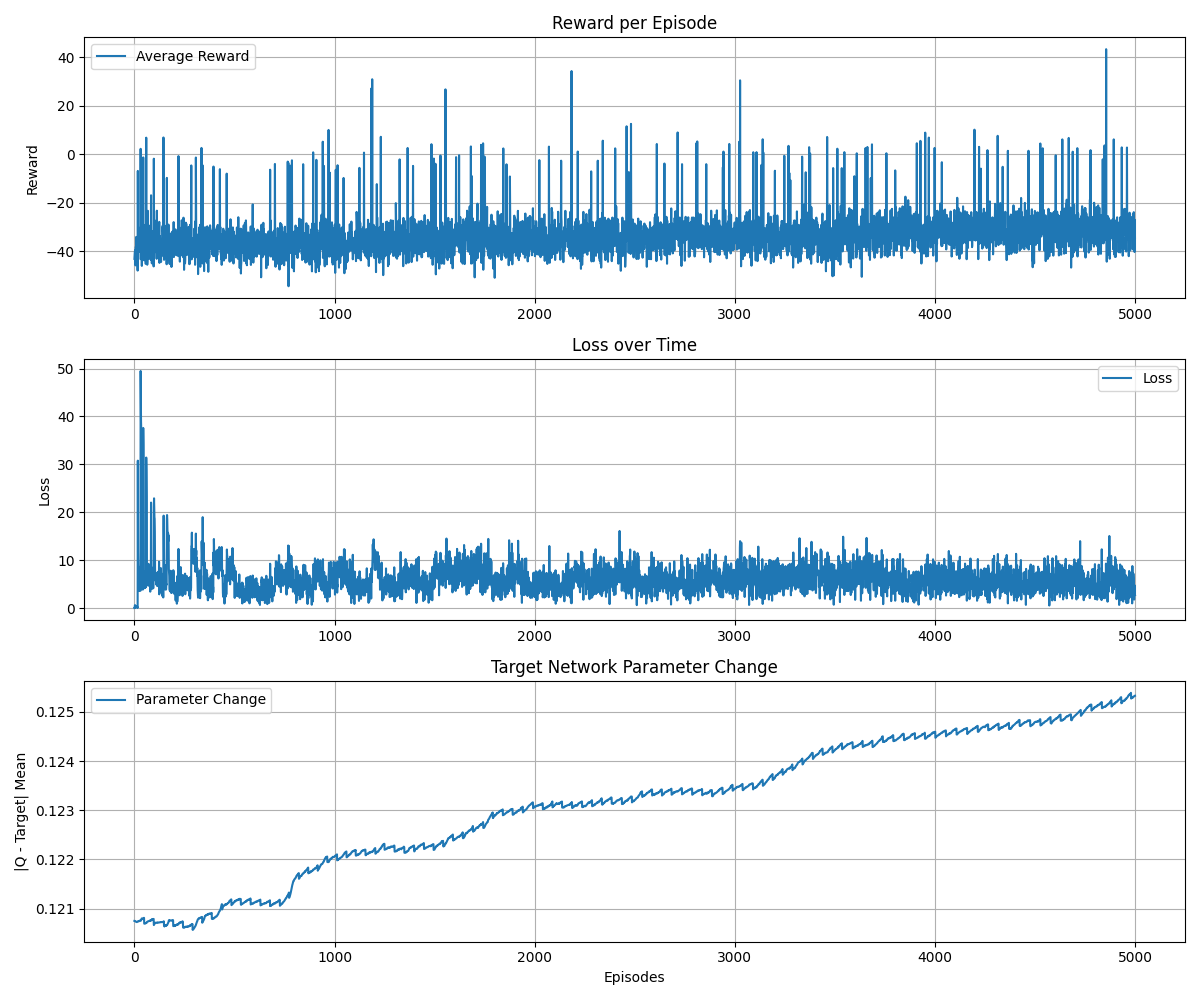 Reward per Episode
Average Reward
Reward
40
20
0
−20
−40
0 1000 2000 3000 4000 5000
Loss over Time
Loss
Loss
50
40
30
20
10
0
0 1000 2000 3000 4000 5000
Target Network Parameter Change
Parameter Change
|Q - Target| Mean
0.125
0.124
0.123
0.122
0.121
0 1000 2000 3000 4000 5000
Episodes